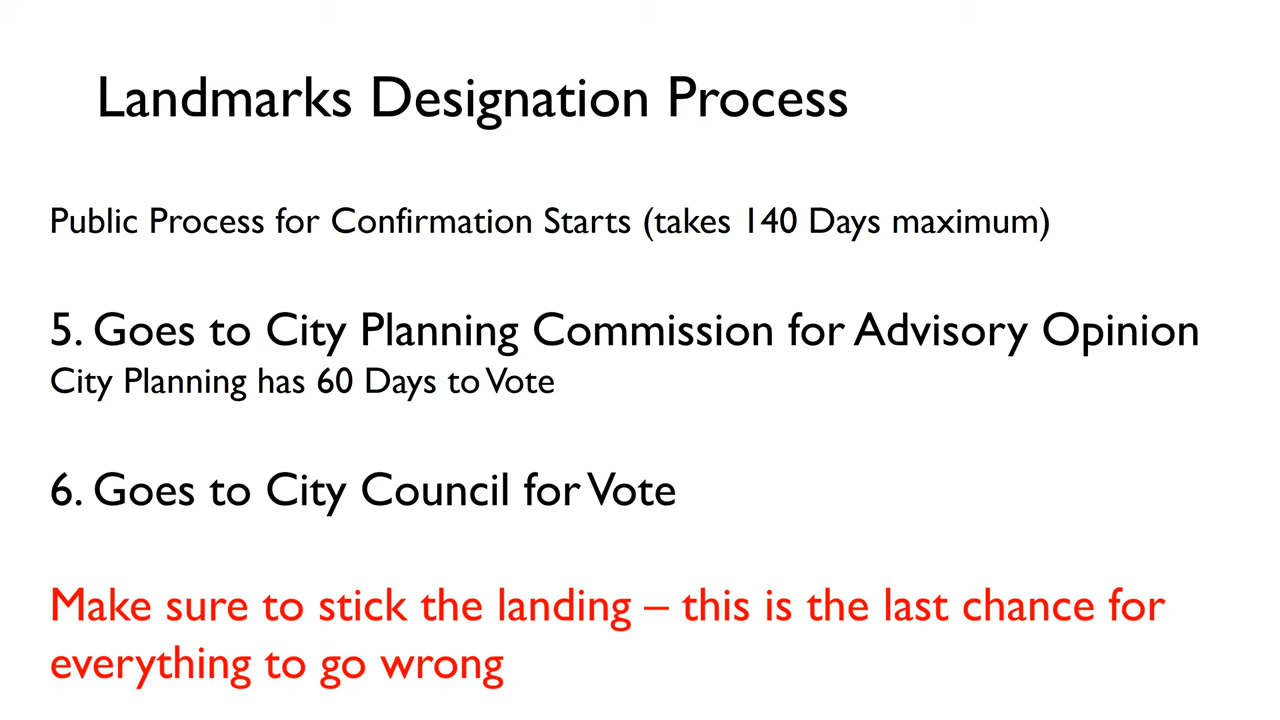 Landmarks Designation Process
Public Process for Confirmation Starts (takes 140 Days maximum)
5. Goes to City Planning Commission for Advisory Opinion
City Planning has 60 Days to Vote
6. Goes to City Council for Vote
Make sure to stick the landing – this is the last chance for
everything to go wrong